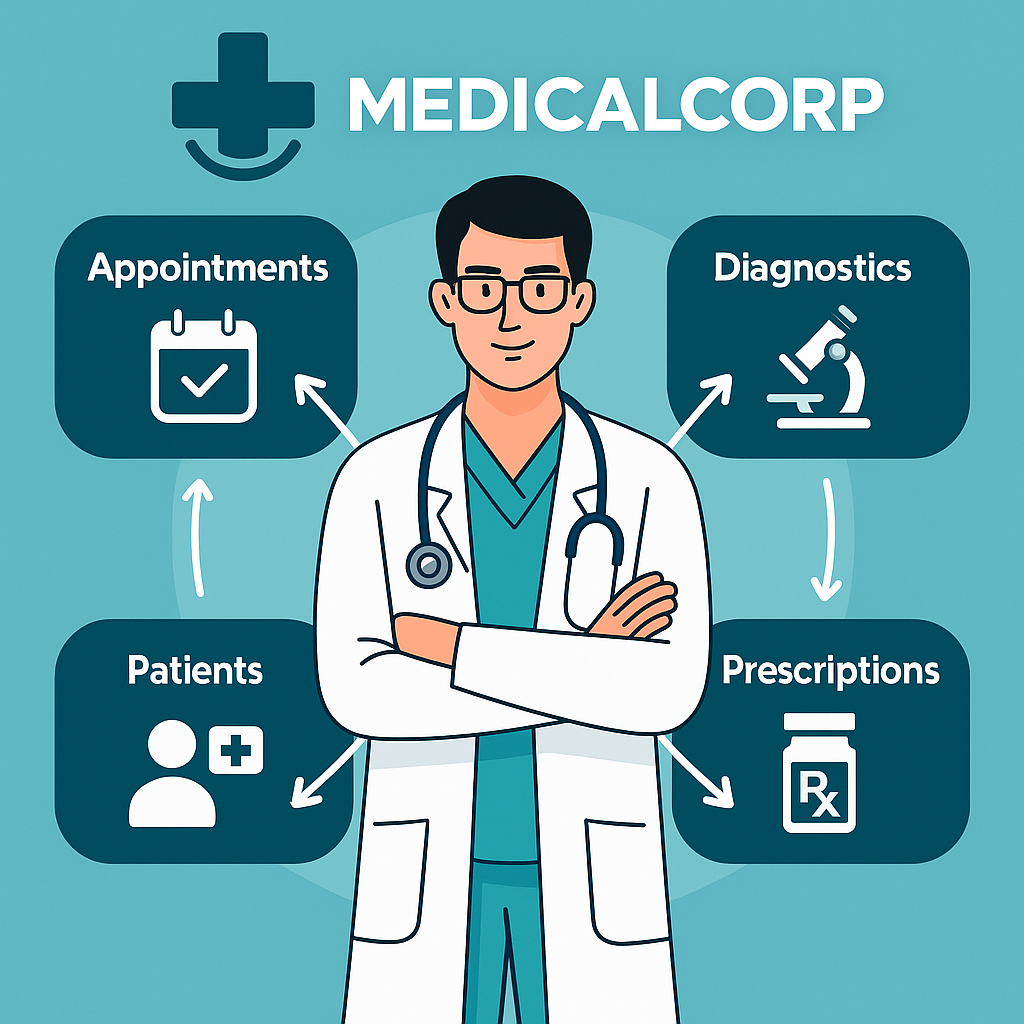 MEDICALCORP
Appointments
Diagnostics
Patients
Prescriptions
Rx